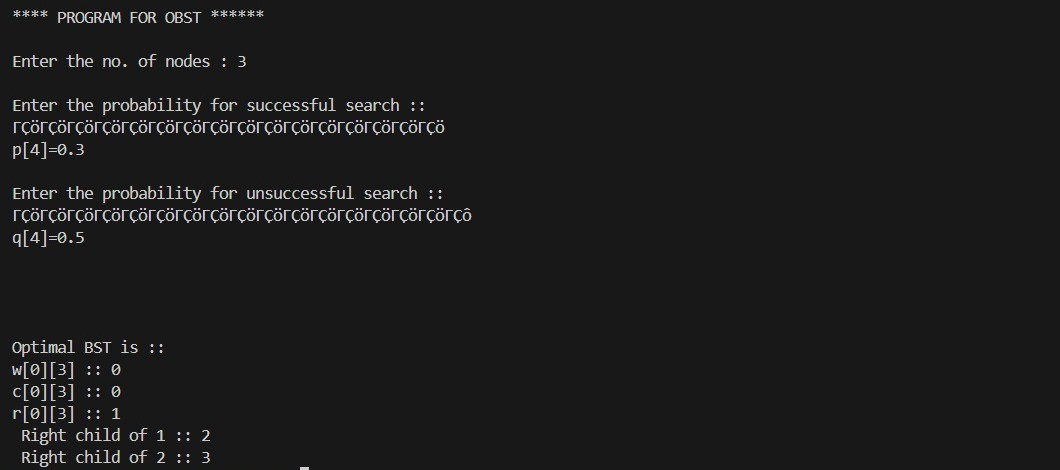 **** PROGRAM FOR OBST ******
Enter the no. of nodes : 3
Enter the probability for successful search ::
ΓÇöΓÇöΓÇöΓÇöΓÇöΓÇöΓÇöΓÇöΓÇöΓÇöΓÇöΓÇöΓÇöΓÇöΓÇöΓÇö
p[4]=0.3
Enter the probability for unsuccessful search ::
ΓÇöΓÇöΓÇöΓÇöΓÇöΓÇöΓÇöΓÇöΓÇöΓÇöΓÇöΓÇöΓÇöΓÇöΓÇöΓÇöΓÇô
q[4]=0.5
Optimal BST is ::
w[0][3] :: 0
c[0][3] :: 0
r[0][3] :: 1
Right child of 1 :: 2
Right child of 2 :: 3